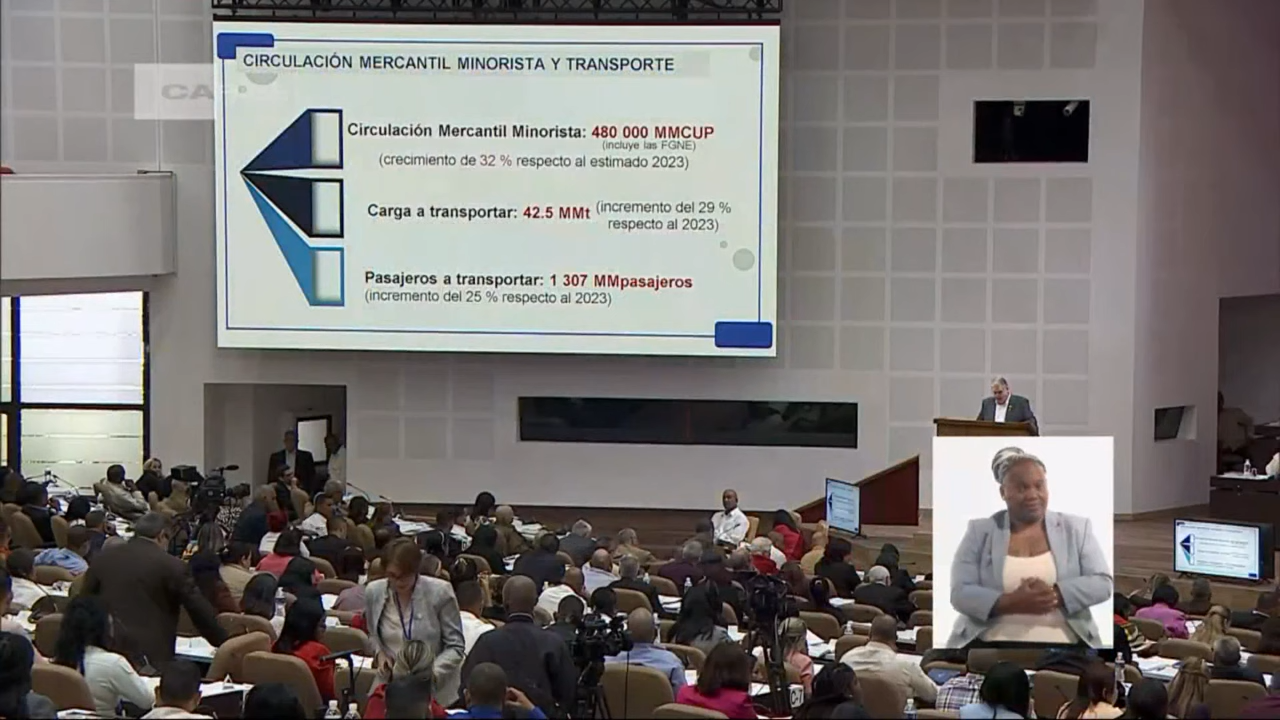 CIRCULACIÓN MERCANTIL MINORISTA Y TRANSPORTE
Circulación Mercantil Minorista: 480 000 MMCUP
(incluye las FGNE)
(crecimiento de 32 % respecto al estimado 2023)
Carga a transportar: 42.5 MMt (incremento del 29 %
respecto al 2023)
Pasajeros a transportar: 1 307 MMpasajeros
(incremento del 25 % respecto al 2023)